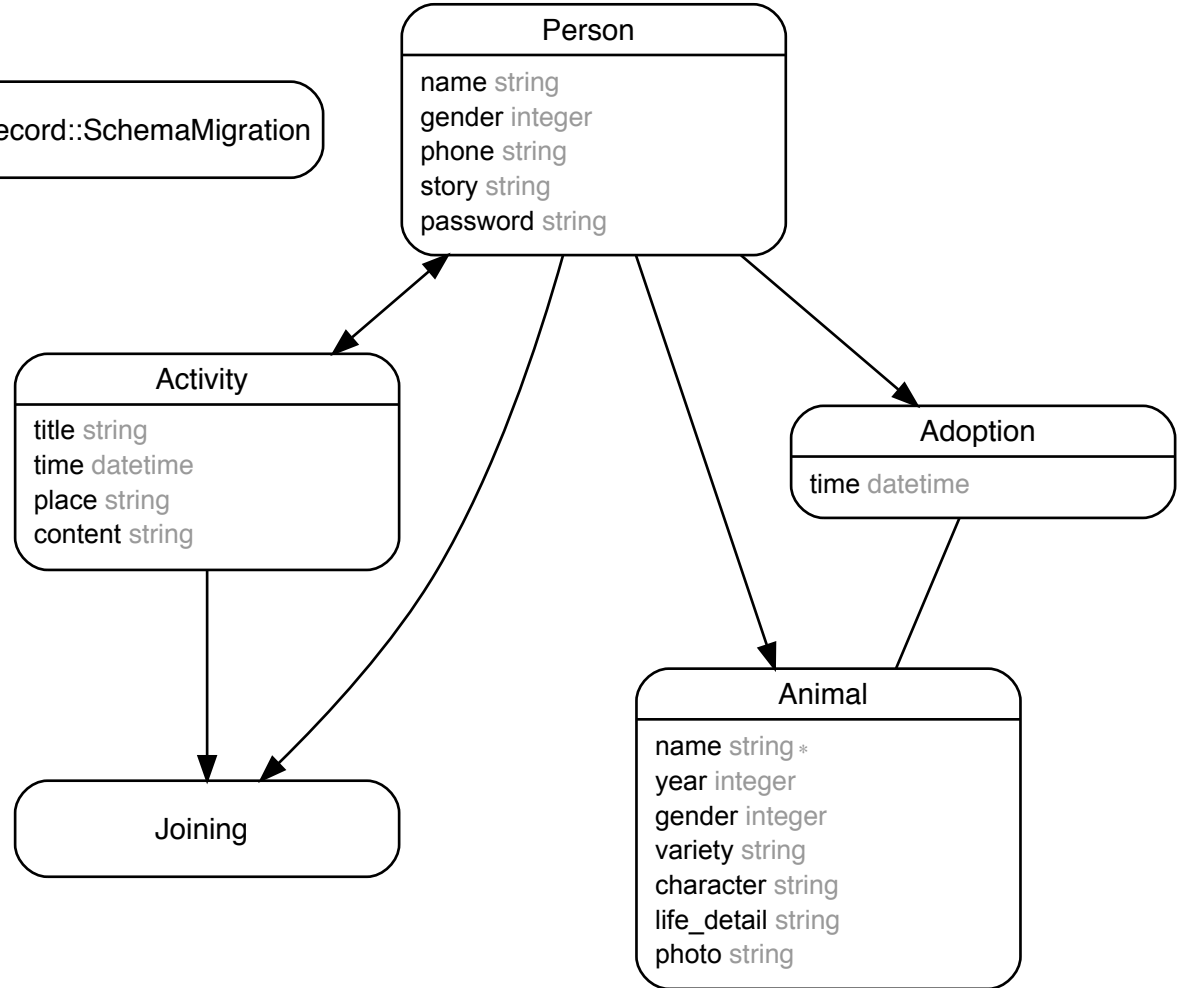 Person
name string
gender integer
phone string
story string
password string
ecord::SchemaMigration
Activity
title string
time datetime
place string
content string
Adoption
time datetime
Joining
Animal
name string *
year integer
gender integer
variety string
character string
life_detail string
photo string